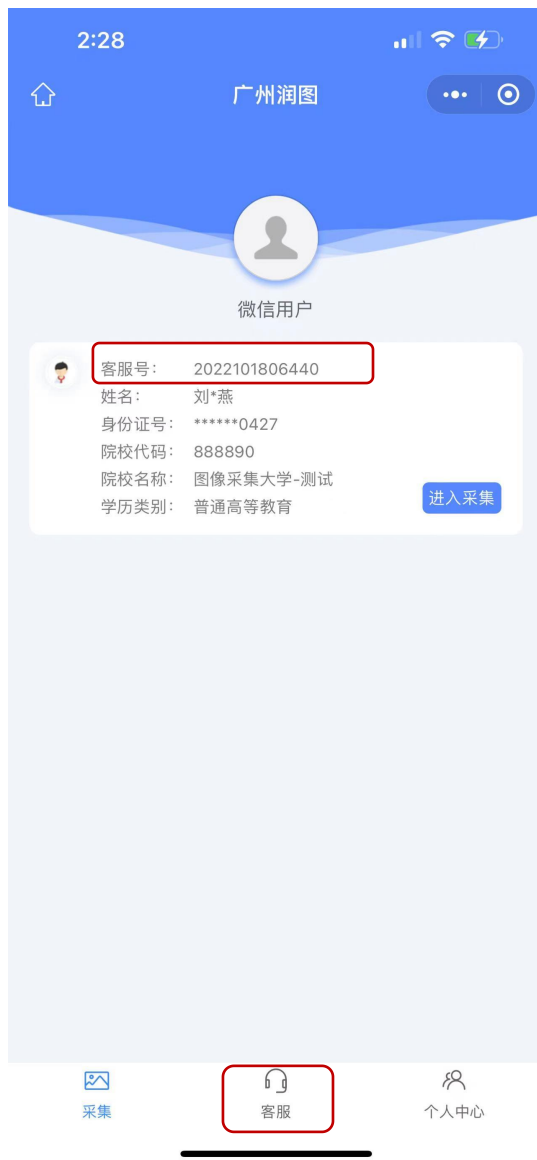 2:28
广州润图
微信用户
客服号： 2022101806440
姓名： 刘*燕
身份证号： ******0427
院校代码： 888890
院校名称： 图像采集大学-测试
学历类别： 普通高等教育
进入采集
采集 客服 个人中心